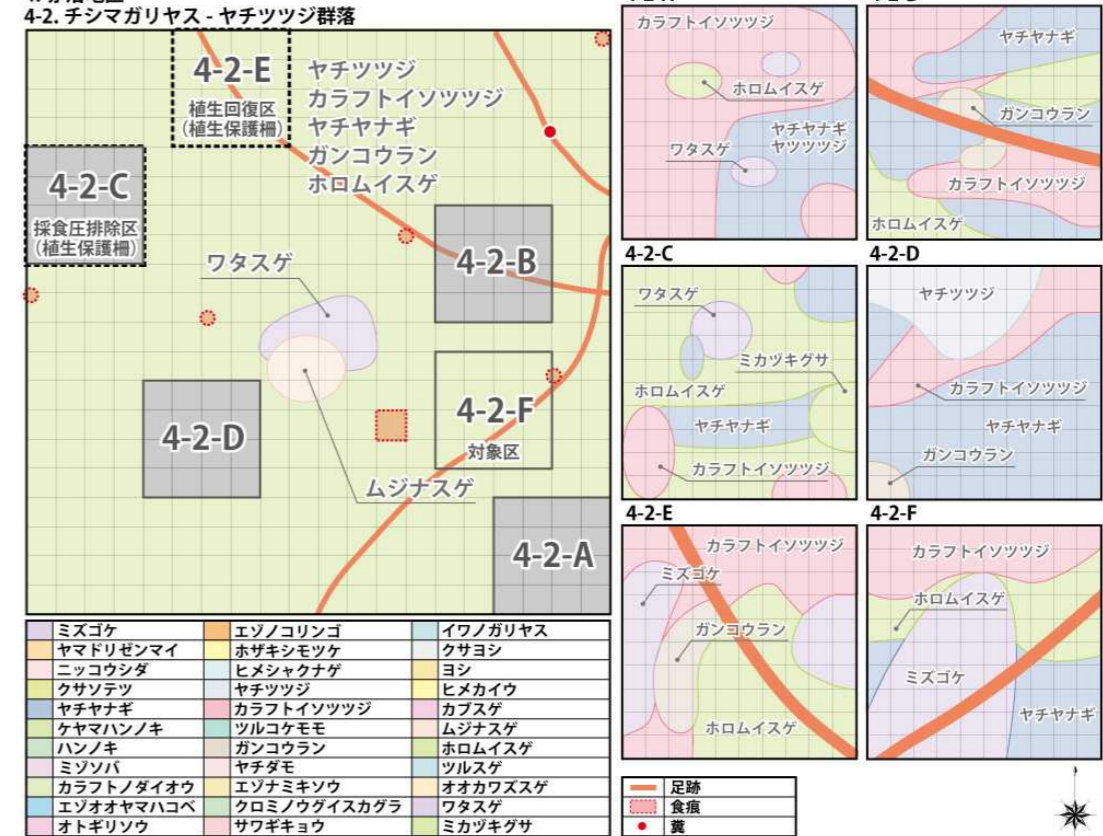 4-2. チシマガリヤス - ヤチツツジ群落
4-2-E
植生回復区
(植生保護柵)
ヤチツツジ
カラフトイソツツジ
ヤチヤナギ
ガンコウラン
ホロムイスゲ
4-2-C
採食圧排除区
(植生保護柵)
ワタスゲ
4-2-B
4-2-D
4-2-F
対象区
ムジナスゲ
4-2-A
カラフトイソツツジ
ホロムイスゲ
ワタスゲ
ヤチヤナギ
ヤツツツジ
ヤチヤナギ
ガンコウラン
カラフトイソツツジ
ホロムイスゲ
4-2-C
ワタスゲ
ミカヅキグサ
ホロムイスゲ
ヤチヤナギ
カラフトイソツツジ
4-2-D
ヤチツツジ
カラフトイソツツジ
ヤチヤナギ
ガンコウラン
4-2-E
カラフトイソツツジ
ミズゴケ
ガンコウラン
ホロムイスゲ
4-2-F
カラフトイソツツジ
ホロムイスゲ
ミズゴケ
ヤチヤナギ
ミズゴケ エゾノコリンゴ イワノガリヤス
ヤマドリゼンマイ ホザキシモツケ クサヨシ
ニッコウシダ ヒメシャクナゲ ヨシ
クサソテツ ヤチツツジ ヒメカイウ
ヤチヤナギ カラフトイソツツジ カブスゲ
ケヤマハンノキ ツルコケモモ ムジナスゲ
ハンノキ ガンコウラン ホロムイスゲ
ミゾソバ ヤチダモ ツルスゲ
カラフトノダイオウ エゾナミキソウ オオカワズスゲ
エゾオオヤマハコベ クロミノウグイスカグラ ワタスゲ
オトギリソウ サワギキョウ ミカヅキグサ
足跡
食痕
糞